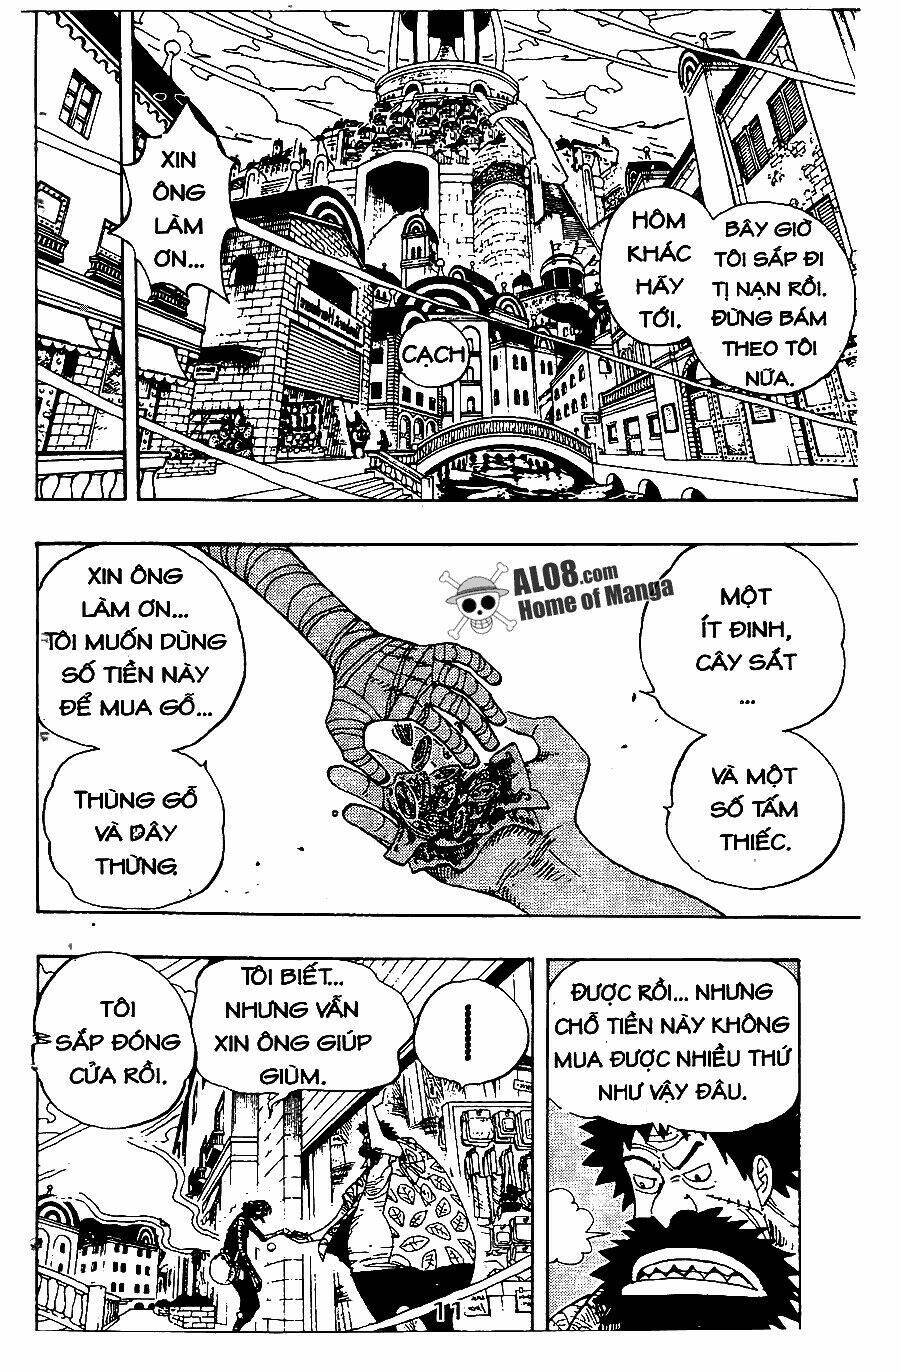 BÂY GIỜ
TÔI SẮP ĐI
TỊ NẠN RỒI.
ĐỪNG BÁM
THEO TÔI
NỮA.
HÔM
KHÁC
HÃY
TỚI.
CẠCH
XIN
ÔNG
LÀM
ƠN...
ALO8.com
Home of Manga
MỘT
ÍT ĐINH,
CÂY SẮT
...
VÀ MỘT
SỐ TẤM
THIẾC.
XIN ÔNG
LÀM ƠN...
TÔI MUỐN DÙNG
SỐ TIỀN NÀY
ĐỂ MUA GỖ...
THÙNG GỖ
VÀ DÂY
THỪNG.
ĐƯỢC RỒI... NHƯNG
CHỖ TIỀN NÀY KHÔNG
MUA ĐƯỢC NHIỀU THỨ
NHƯ VẬY ĐÂU.
TÔI BIẾT...
NHƯNG VẪN
XIN ÔNG GIÚP
GIÙM.
TÔI
SẮP ĐÓNG
CỬA RỒI.
11